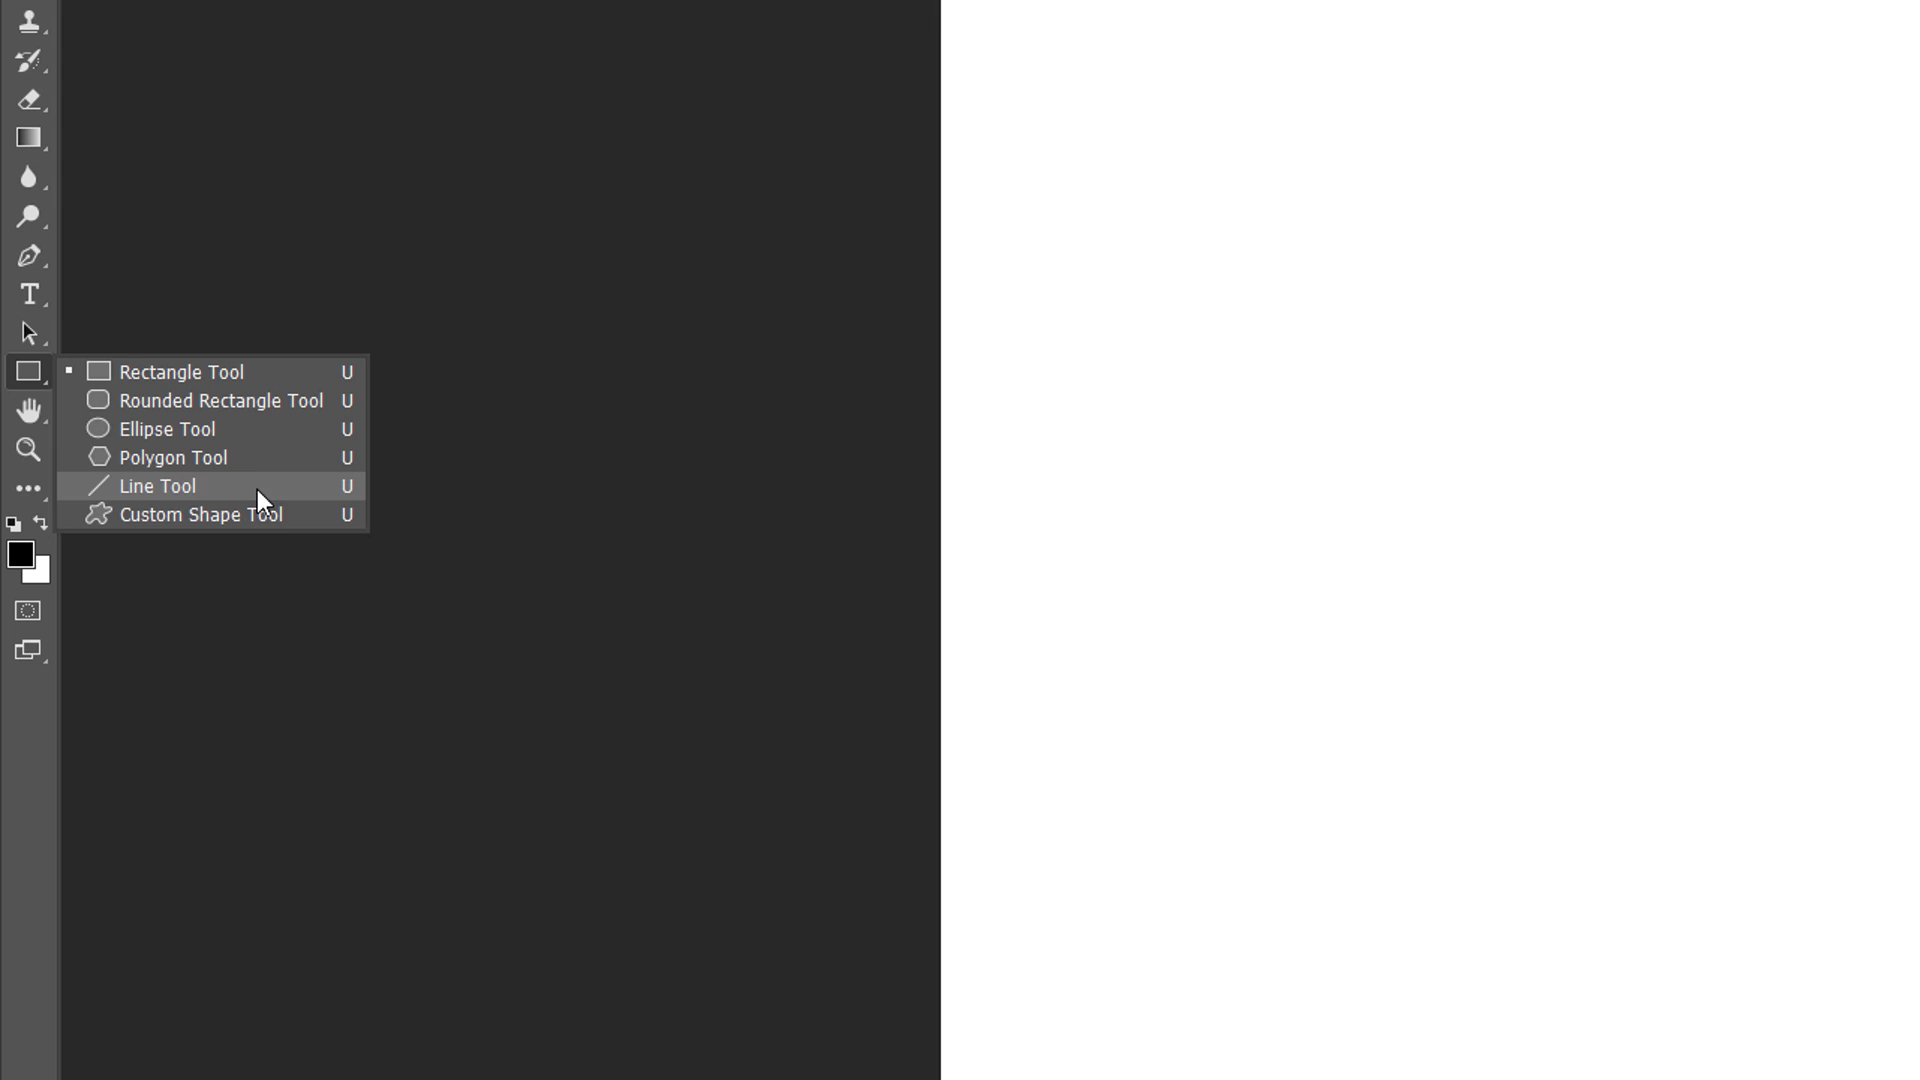 Rectangle Tool U
Rounded Rectangle Tool U
Ellipse Tool U
Polygon Tool U
Line Tool U
Custom Shape Tool U